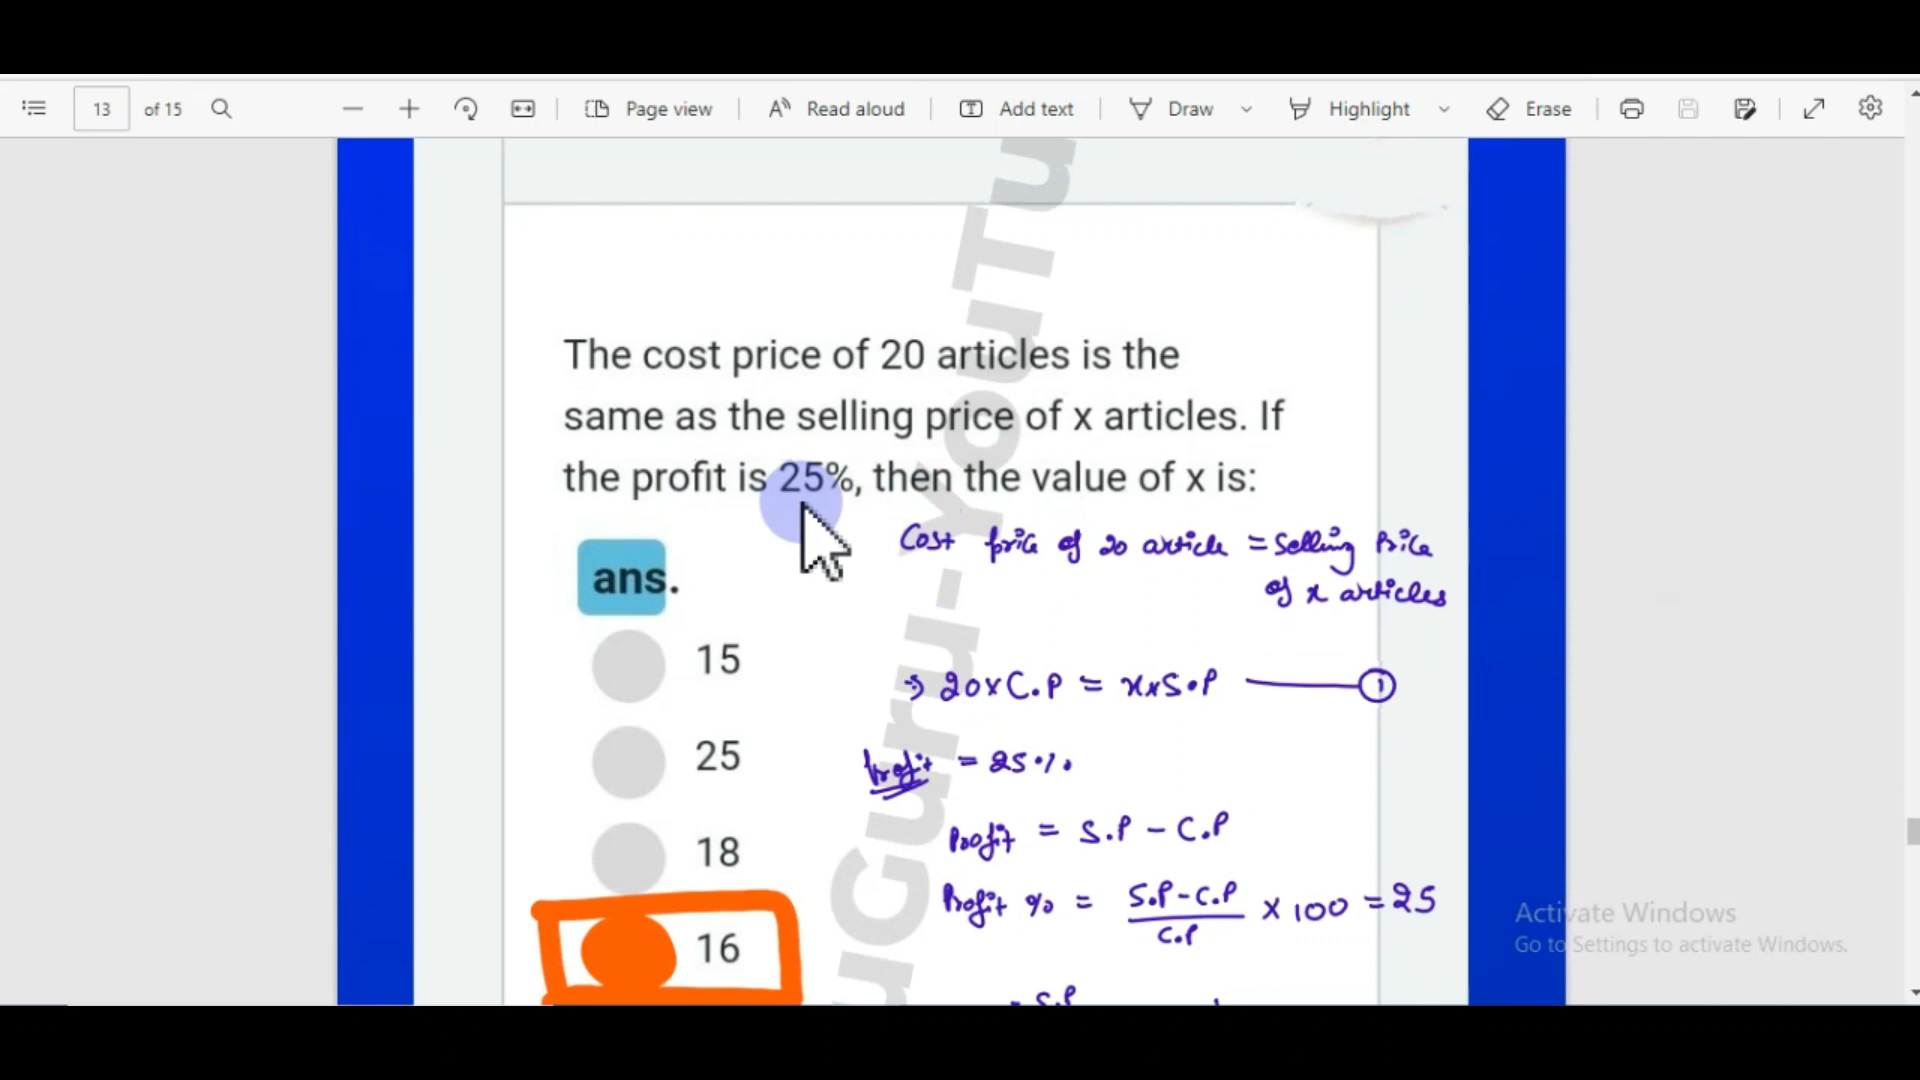 13 of 15 Page view Read aloud Add text Draw Highlight Erase
uGuru-YouTu
The cost price of 20 articles is the
same as the selling price of x articles. If
the profit is 25%, then the value of x is:
Cost price of 20 article = Selling Price
of x articles
ans.
15
⇒ 20×C.P = x×S.P ——— ①
25
Profit = 25%
Profit = S.P - C.P
18
Profit % = S.P-C.P / C.P × 100 = 25
16
S.P
Activate Windows
Go to Settings to activate Windows.